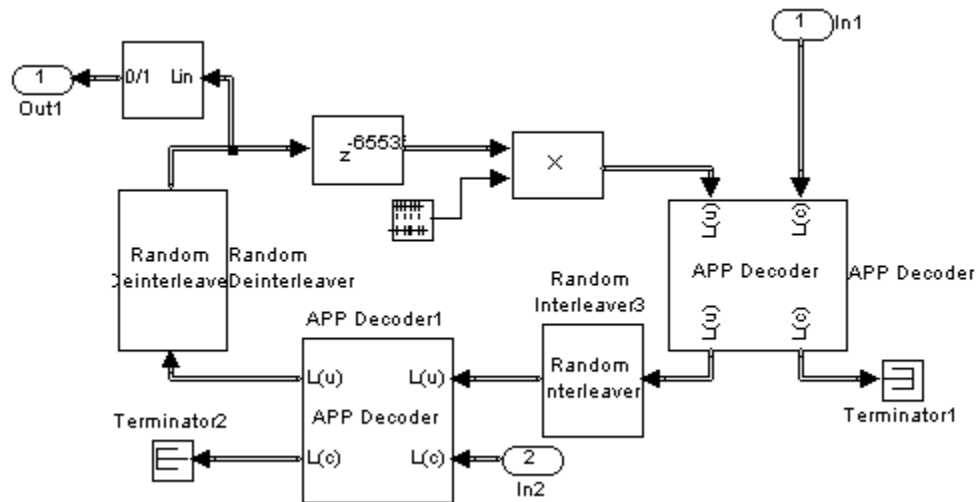 1
In1
0/1 Lin
1
Out1
-6553
z
X
L(u) L(c)
Random
Deinterleave
Random
Deinterleaver
APP Decoder
APP Decoder
Random
Interleaver3
L(u) L(c)
APP Decoder1
Random
nterleaver
L(u) L(u)
APP Decoder
Terminator1
Terminator2
L(c) L(c)
2
In2